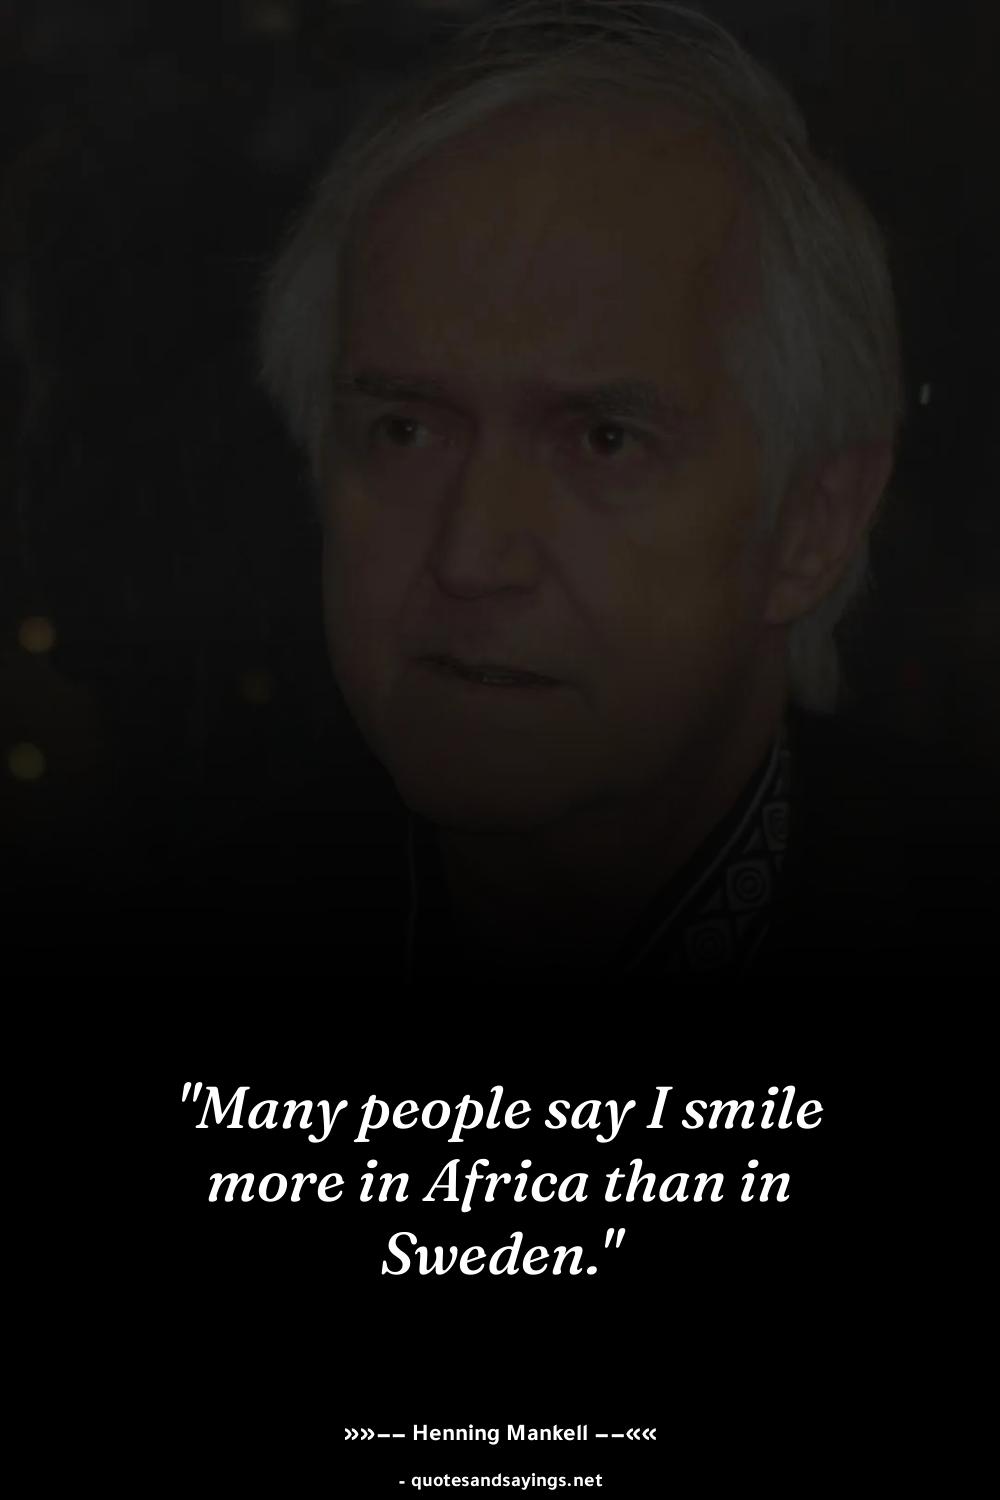 "Many people say I smile
more in Africa than in
Sweden."
»»–– Henning Mankell ––««
- quotesandsayings.net